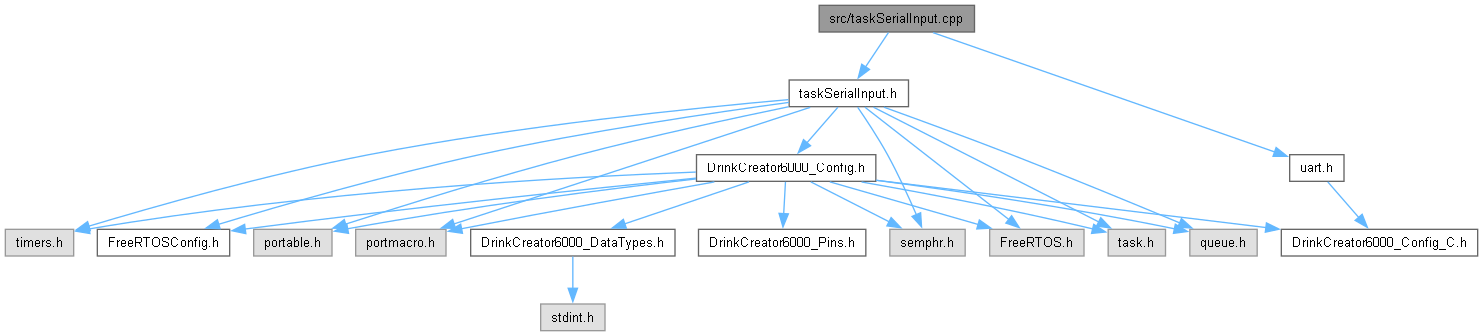 src/taskSerialInput.cpp
taskSerialInput.h
DrinkCreator6000_Config.h
uart.h
timers.h
FreeRTOSConfig.h
portable.h
portmacro.h
DrinkCreator6000_DataTypes.h
DrinkCreator6000_Pins.h
semphr.h
FreeRTOS.h
task.h
queue.h
DrinkCreator6000_Config_C.h
stdint.h